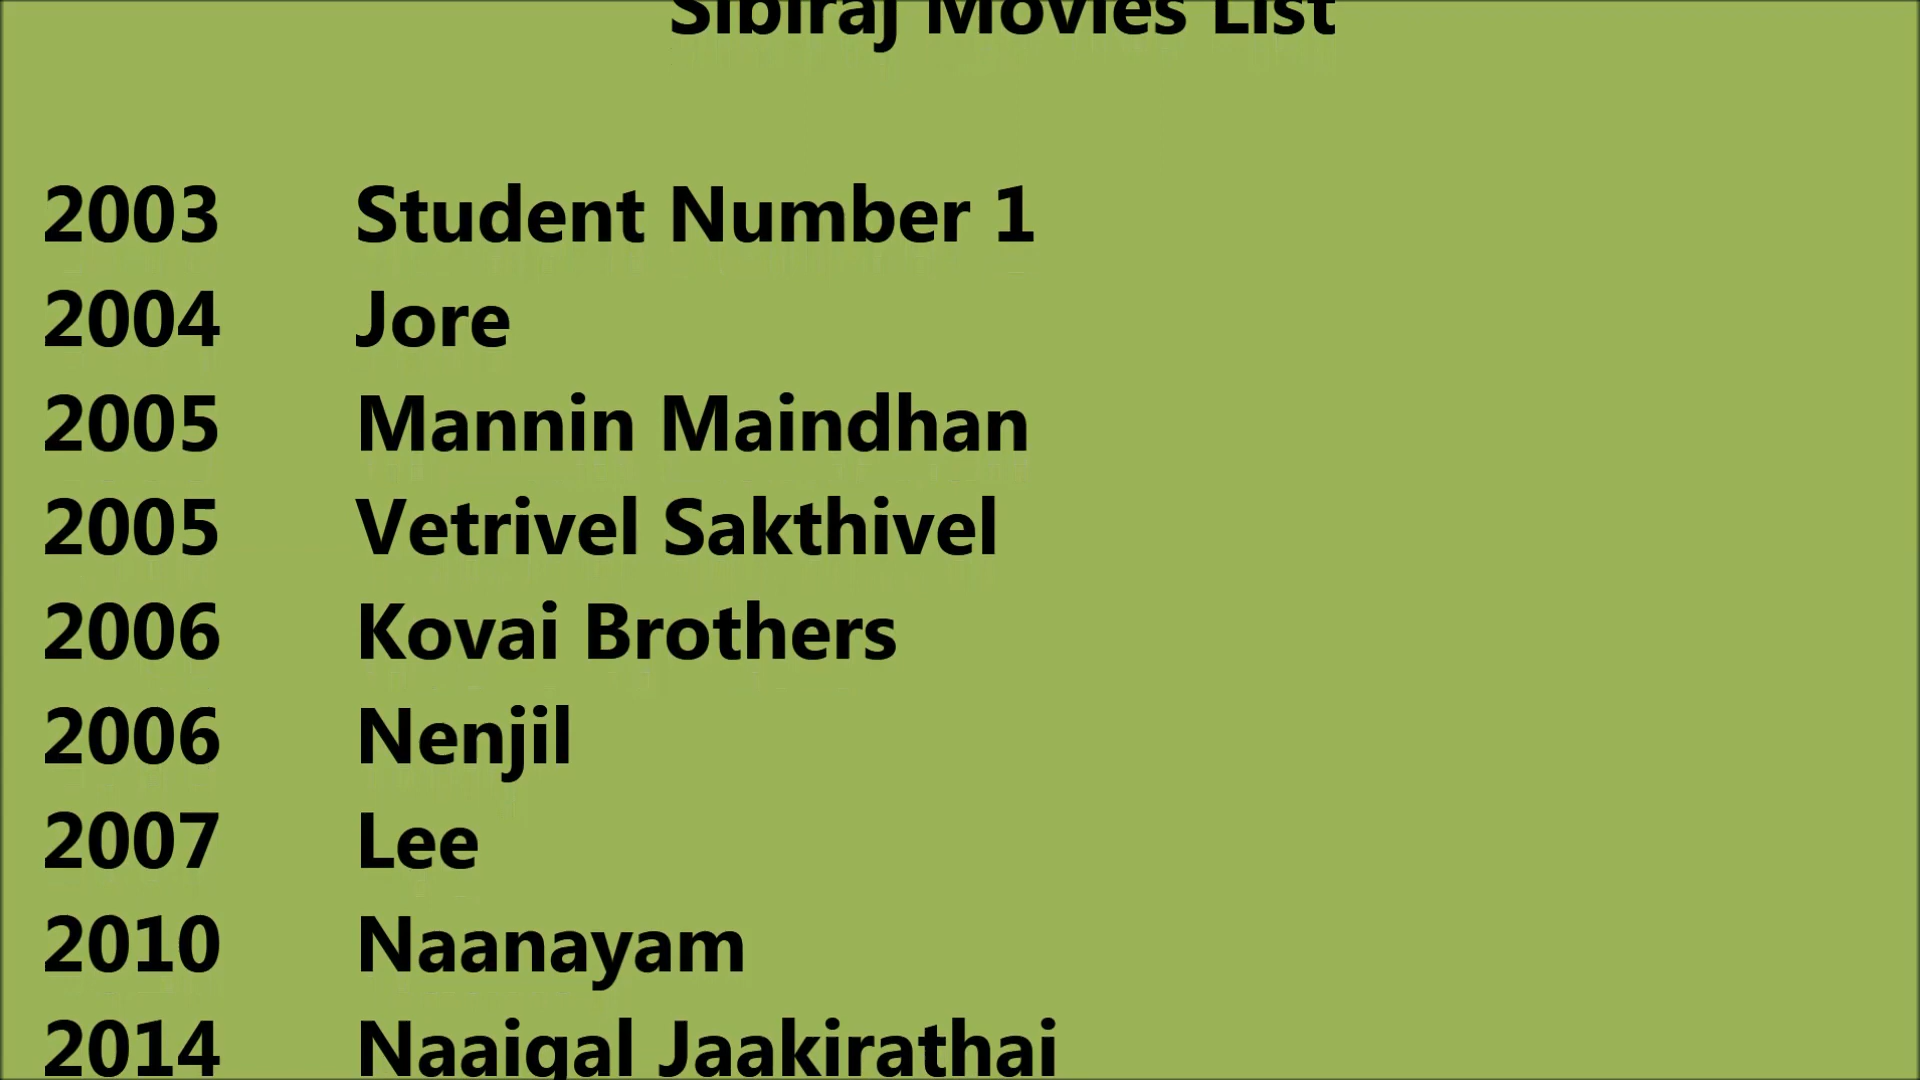 Sibiraj Movies List
2003 Student Number 1
2004 Jore
2005 Mannin Maindhan
2005 Vetrivel Sakthivel
2006 Kovai Brothers
2006 Nenjil
2007 Lee
2010 Naanayam
2014 Naaigal Jaakirathai